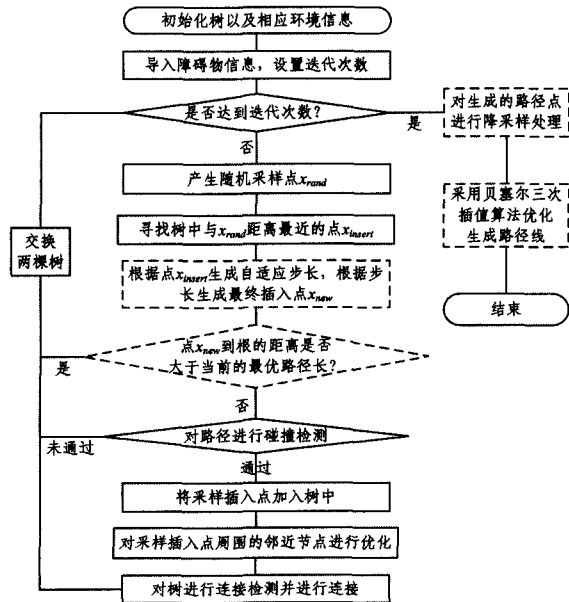 初始化树以及相应环境信息
导入障碍物信息，设置迭代次数
是否达到迭代次数？
是
否
对生成的路径点
进行降采样处理
采用贝塞尔三次
插值算法优化
生成路径线
结束
产生随机采样点xrand
寻找树中与xrand距离最近的点xinsert
交换
两棵树
根据点xinsert生成自适应步长，根据步
长生成最终插入点xnew
点xnew到根的距离是否
大于当前的最优路径长？
是
否
对路径进行碰撞检测
未通过
通过
将采样插入点加入树中
对采样插入点周围的邻近节点进行优化
对树进行连接检测并进行连接